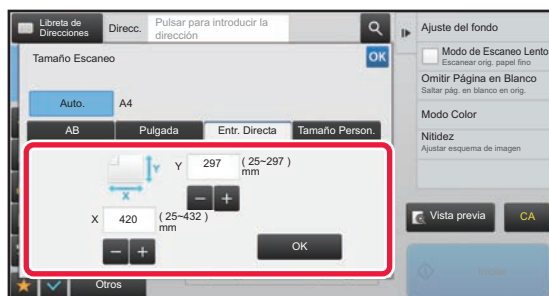 Libreta de
Direcciones
Direcc.
Pulsar para introducir la
dirección
Tamaño Escaneo
OK
Auto.
A4
AB
Pulgada
Entr. Directa
Tamaño Person.
Y
X
Y
297
( 25~297 )
mm
X
420
( 25~432 )
mm
OK
Otros
Ajuste del fondo
Modo de Escaneo Lento
Escanear orig. papel fino
Omitir Página en Blanco
Saltar pág. en blanco en orig.
Modo Color
Nitidez
Ajustar esquema de imagen
Vista previa
CA